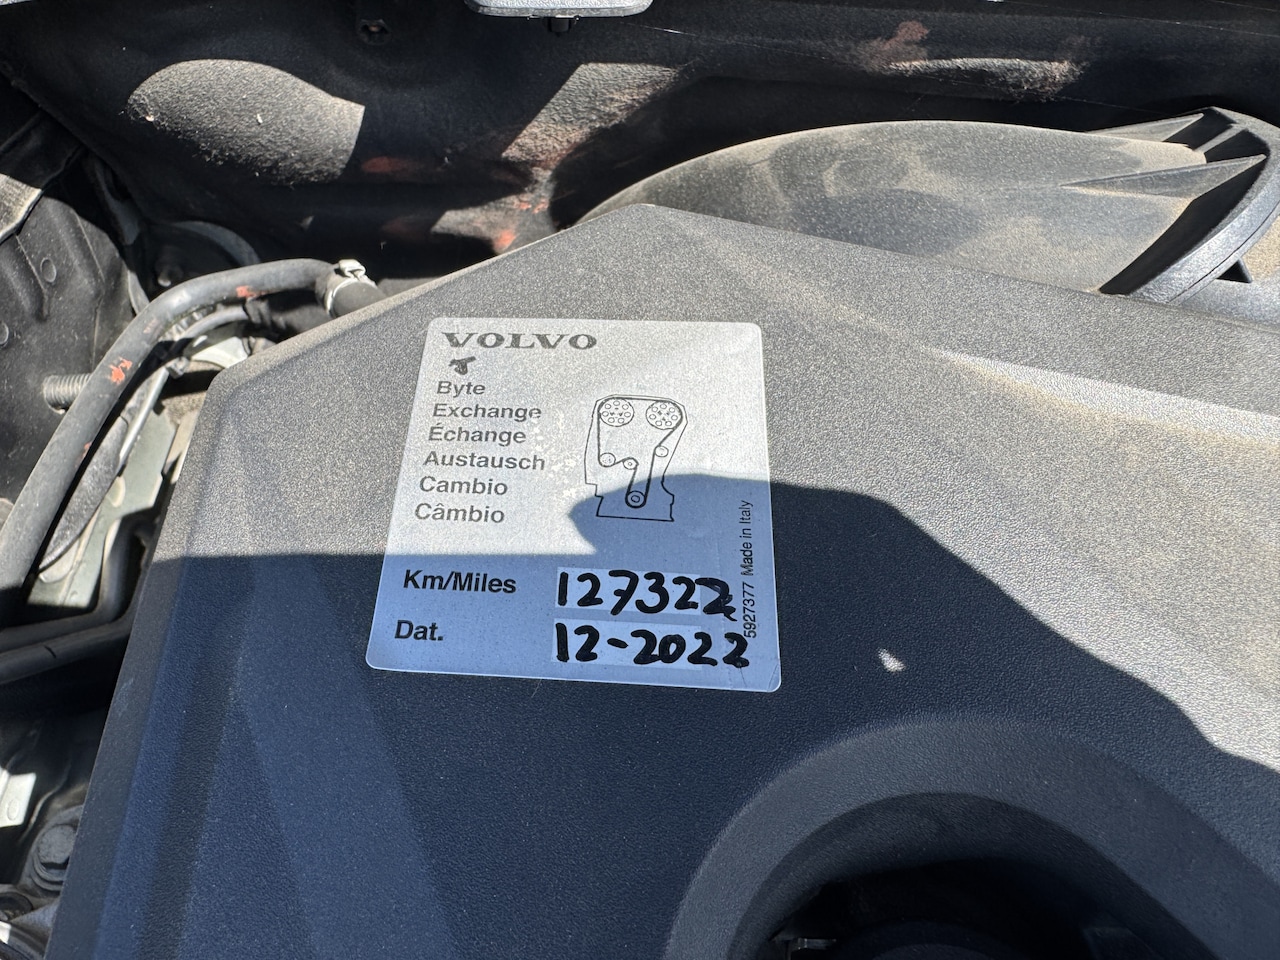 VOLVO
Byte
Exchange
Échange
Austausch
Cambio
Câmbio
Km/Miles 127322
Dat. 12-2022
5927377 Made in Italy